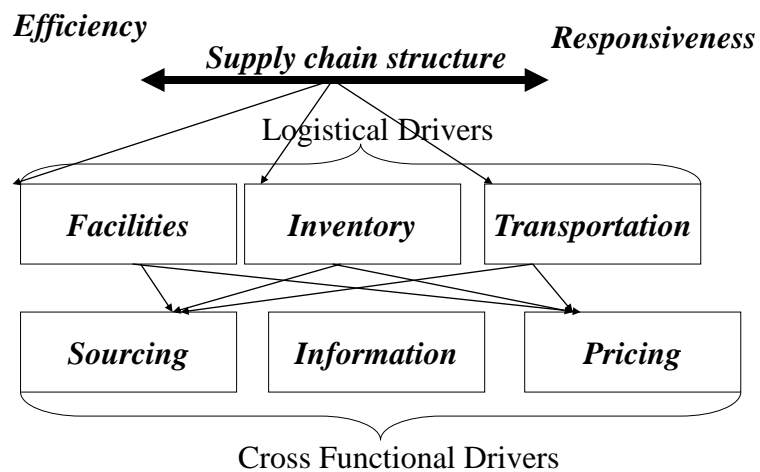 Efficiency
Responsiveness
Supply chain structure
Logistical Drivers
Facilities
Inventory
Transportation
Sourcing
Information
Pricing
Cross Functional Drivers